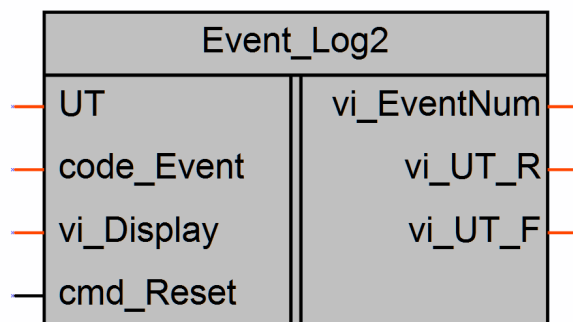 Event_Log2
UT vi_EventNum
code_Event vi_UT_R
vi_Display vi_UT_F
cmd_Reset